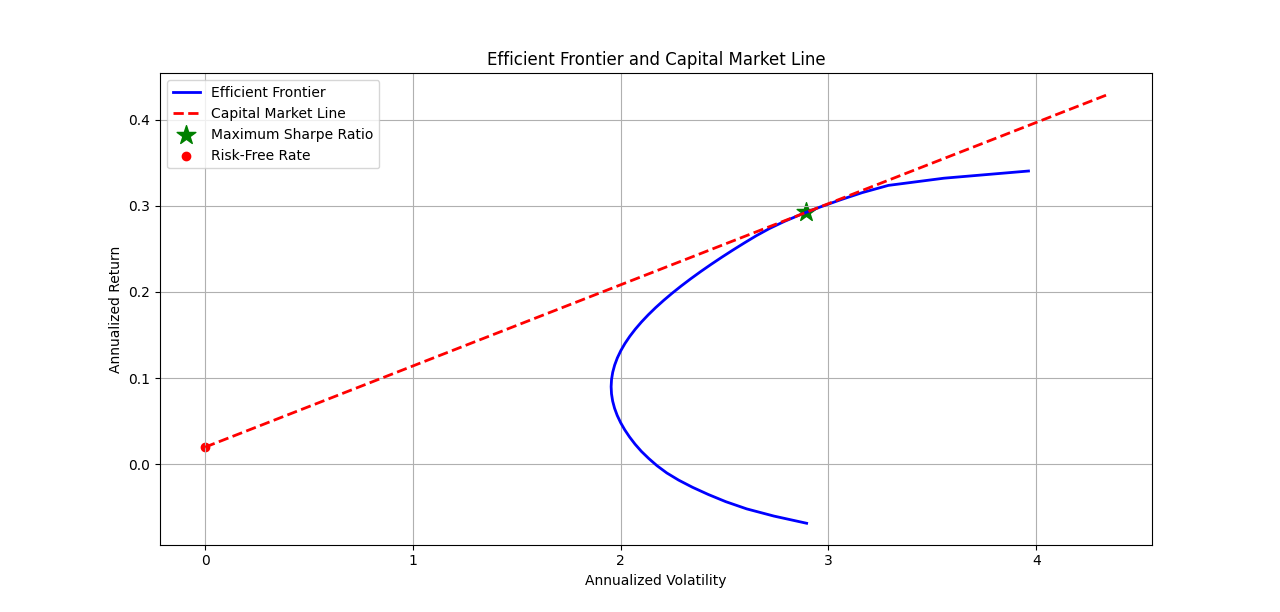 Efficient Frontier and Capital Market Line
Efficient Frontier
Capital Market Line
Maximum Sharpe Ratio
Risk-Free Rate
Annualized Return
0.4
0.3
0.2
0.1
0.0
0 1 2 3 4
Annualized Volatility